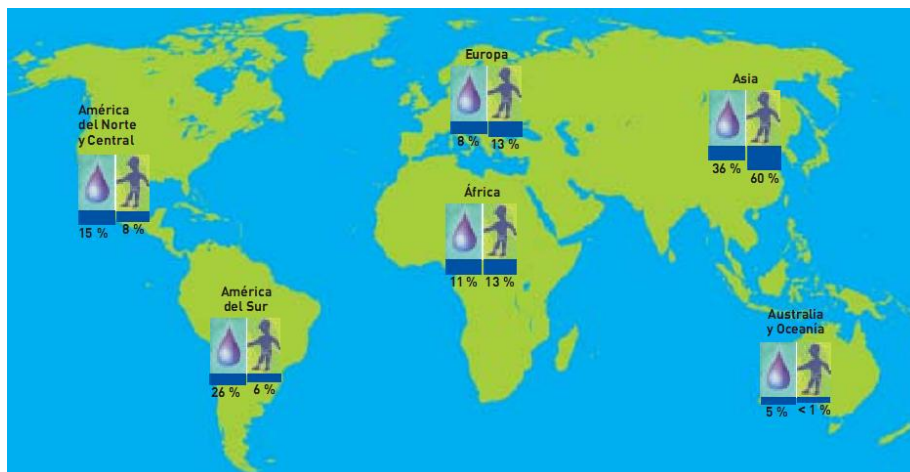 América
del Norte
y Central
15 % 8 %
Europa
8 % 13 %
Asia
36 % 60 %
África
11 % 13 %
América
del Sur
26 % 6 %
Australia
y Oceanía
5 % < 1 %